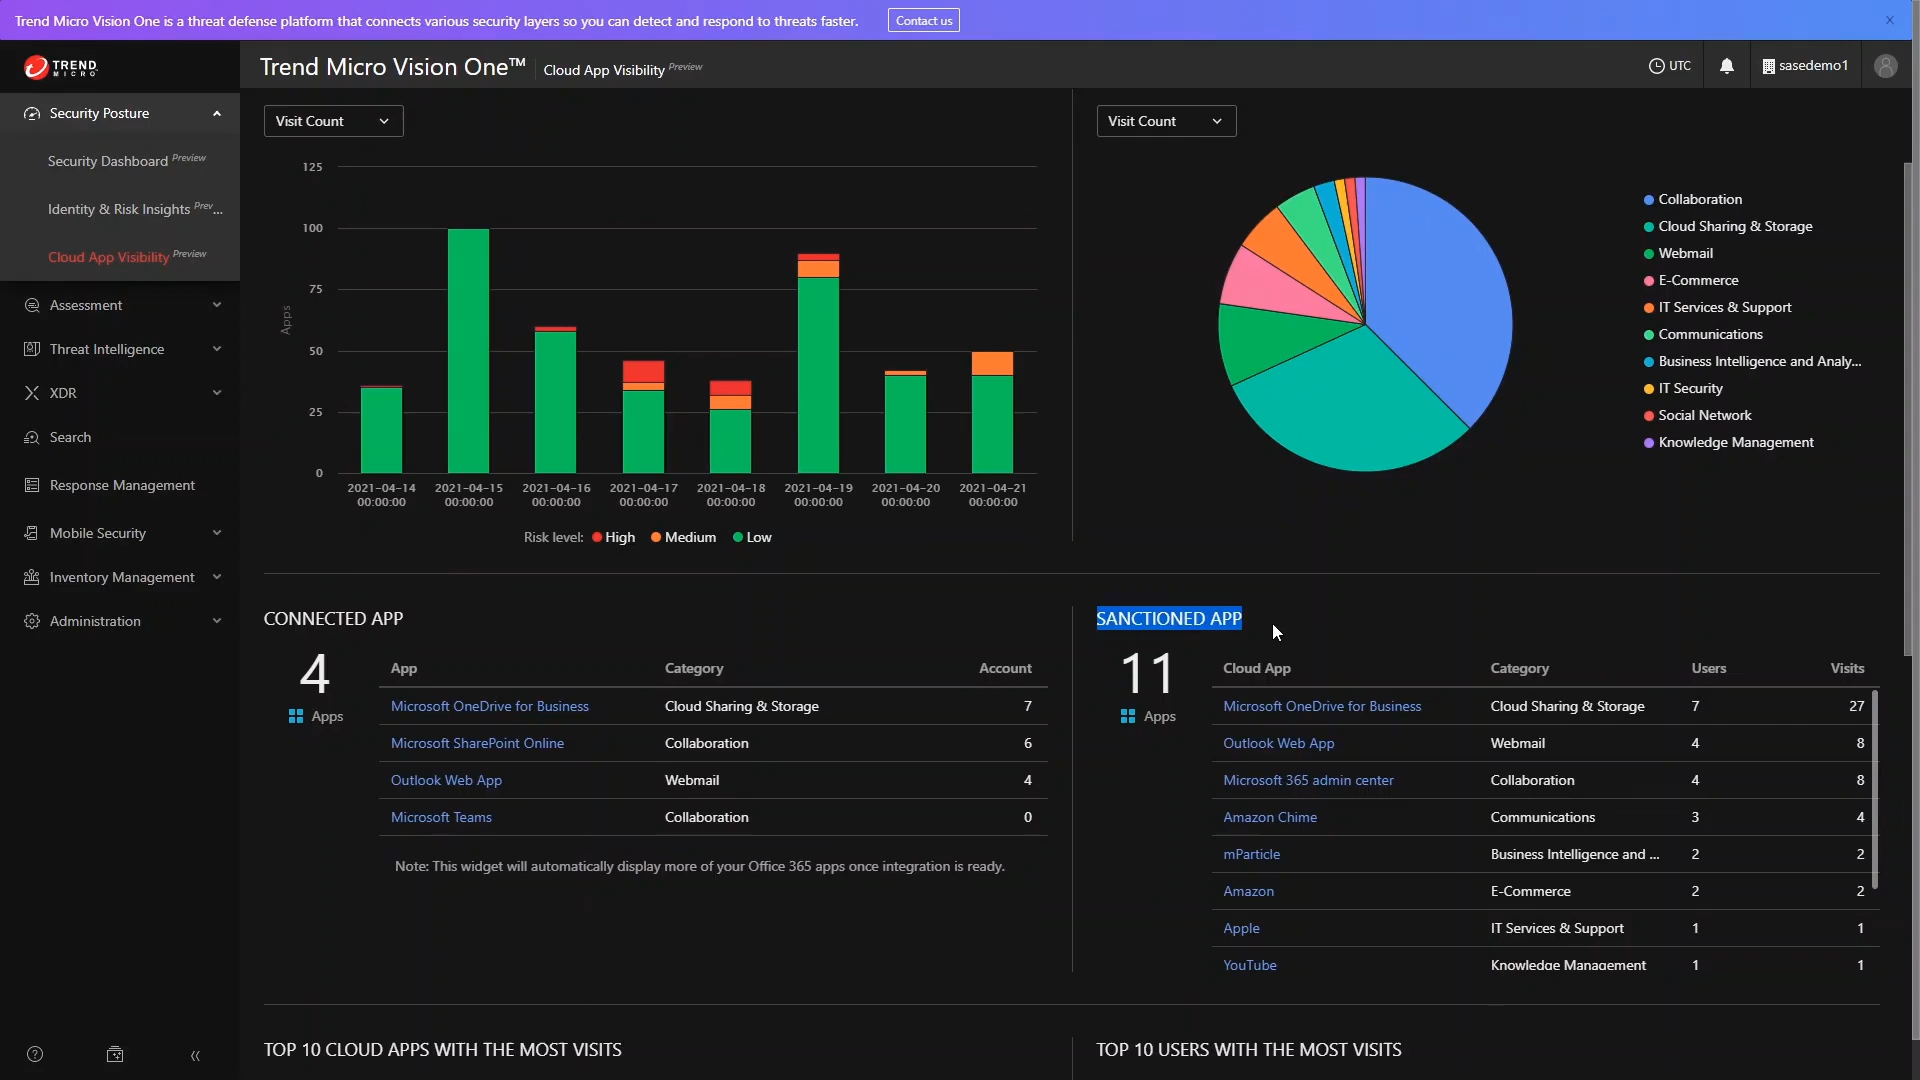 Trend Micro Vision One is a threat defense platform that connects various security layers so you can detect and respond to threats faster. Contact us
TREND MICRO
Trend Micro Vision One™ Cloud App Visibility Preview
UTC
sasedemo1
Security Posture
Security Dashboard Preview
Identity & Risk Insights Prev...
Cloud App Visibility Preview
Assessment
Threat Intelligence
XDR
Search
Response Management
Mobile Security
Inventory Management
Administration
Visit Count
125
100
75
50
25
0
Apps
2021-04-14 2021-04-15 2021-04-16 2021-04-17 2021-04-18 2021-04-19 2021-04-20 2021-04-21
00:00:00 00:00:00 00:00:00 00:00:00 00:00:00 00:00:00 00:00:00 00:00:00
Risk level: High Medium Low
Visit Count
Collaboration
Cloud Sharing & Storage
Webmail
E-Commerce
IT Services & Support
Communications
Business Intelligence and Analy...
IT Security
Social Network
Knowledge Management
CONNECTED APP
4
Apps
App Category Account
Microsoft OneDrive for Business Cloud Sharing & Storage 7
Microsoft SharePoint Online Collaboration 6
Outlook Web App Webmail 4
Microsoft Teams Collaboration 0
Note: This widget will automatically display more of your Office 365 apps once integration is ready.
SANCTIONED APP
11
Apps
Cloud App Category Users Visits
Microsoft OneDrive for Business Cloud Sharing & Storage 7 27
Outlook Web App Webmail 4 8
Microsoft 365 admin center Collaboration 4 8
Amazon Chime Communications 3 4
mParticle Business Intelligence and ... 2 2
Amazon E-Commerce 2 2
Apple IT Services & Support 1 1
YouTube Knowledge Management 1 1
TOP 10 CLOUD APPS WITH THE MOST VISITS
TOP 10 USERS WITH THE MOST VISITS